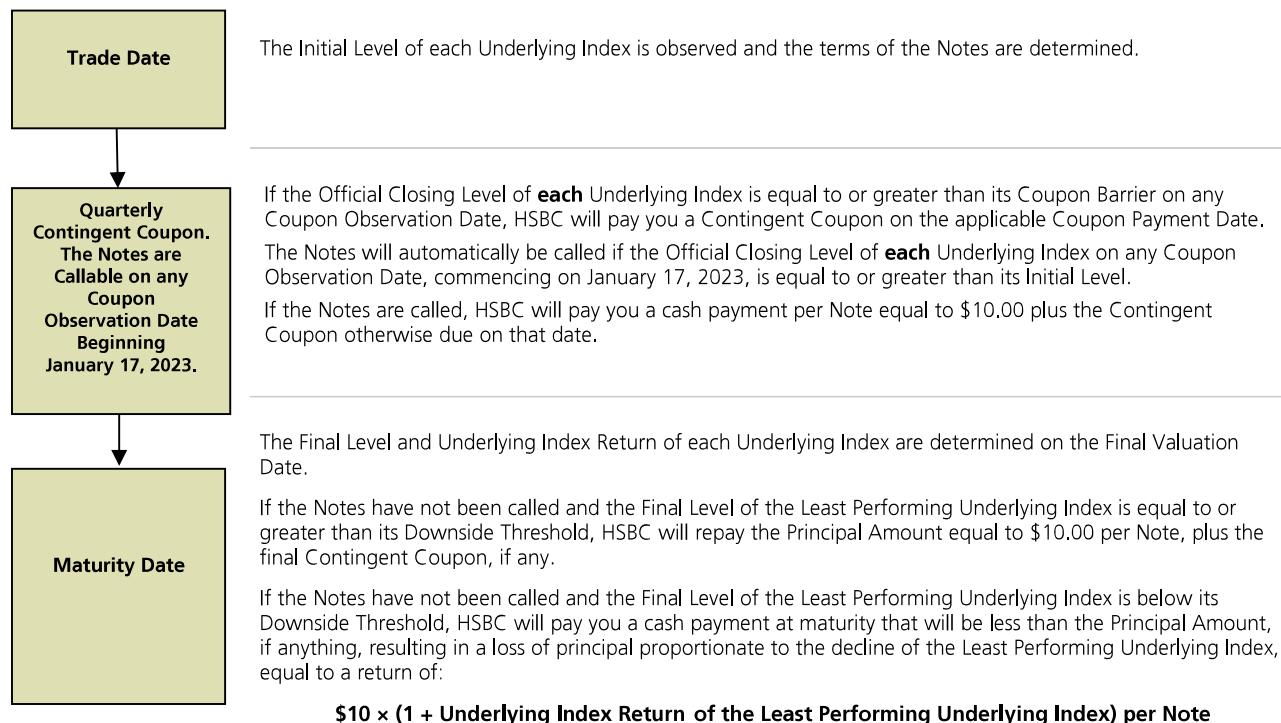 Trade Date
The Initial Level of each Underlying Index is observed and the terms of the Notes are determined.
Quarterly
Contingent Coupon.
The Notes are
Callable on any
Coupon
Observation Date
Beginning
January 17, 2023.
If the Official Closing Level of each Underlying Index is equal to or greater than its Coupon Barrier on any
Coupon Observation Date, HSBC will pay you a Contingent Coupon on the applicable Coupon Payment Date.
The Notes will automatically be called if the Official Closing Level of each Underlying Index on any Coupon
Observation Date, commencing on January 17, 2023, is equal to or greater than its Initial Level.
If the Notes are called, HSBC will pay you a cash payment per Note equal to $10.00 plus the Contingent
Coupon otherwise due on that date.
Maturity Date
The Final Level and Underlying Index Return of each Underlying Index are determined on the Final Valuation
Date.
If the Notes have not been called and the Final Level of the Least Performing Underlying Index is equal to or
greater than its Downside Threshold, HSBC will repay the Principal Amount equal to $10.00 per Note, plus the
final Contingent Coupon, if any.
If the Notes have not been called and the Final Level of the Least Performing Underlying Index is below its
Downside Threshold, HSBC will pay you a cash payment at maturity that will be less than the Principal Amount,
if anything, resulting in a loss of principal proportionate to the decline of the Least Performing Underlying Index,
equal to a return of:
$10 × (1 + Underlying Index Return of the Least Performing Underlying Index) per Note